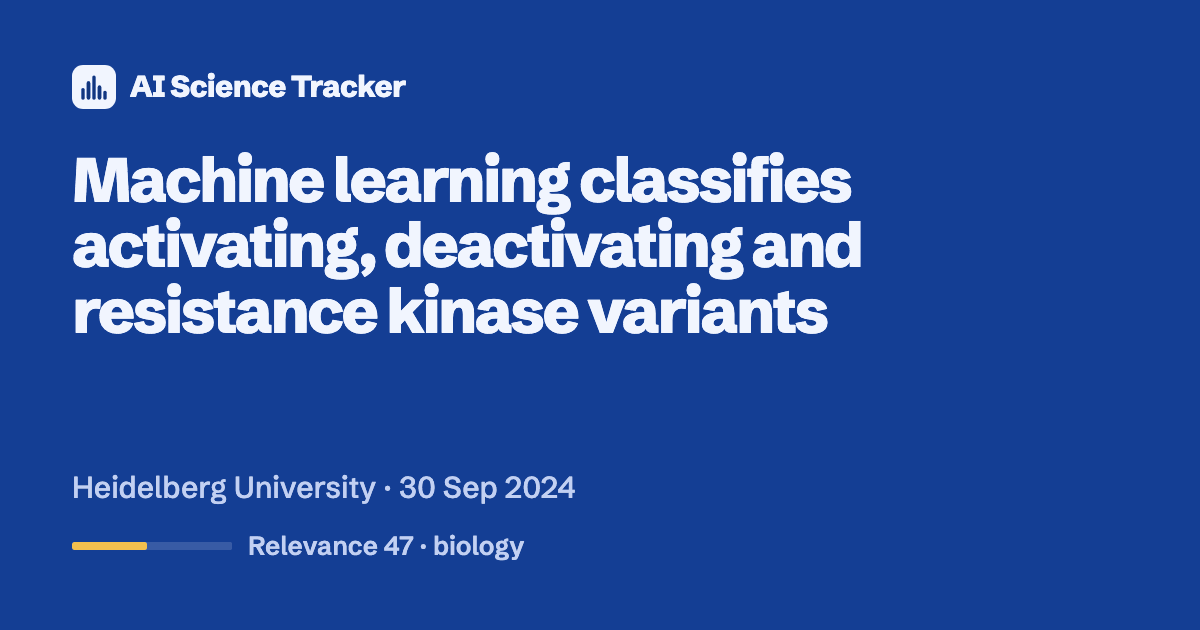 AI Science Tracker
Machine learning classifies
activating, deactivating and
resistance kinase variants
Heidelberg University · 30 Sep 2024
Relevance 47 · biology